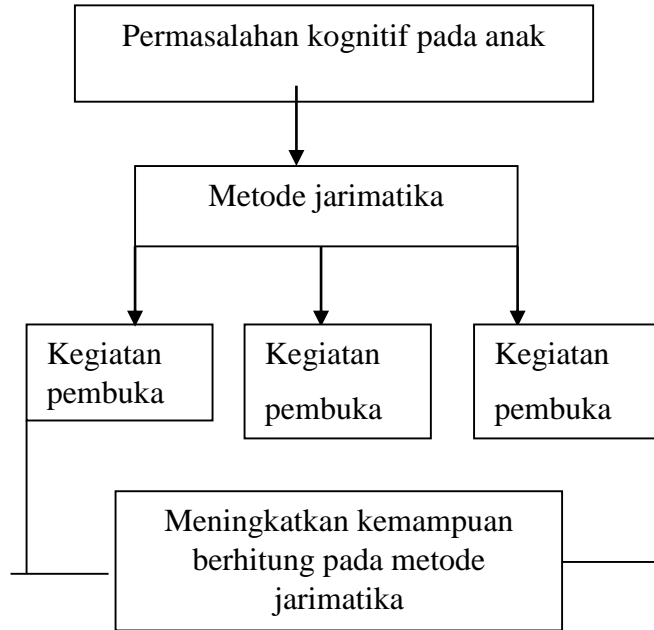 Permasalahan kognitif pada anak
Metode jarimatika
Kegiatan
pembuka
Kegiatan
pembuka
Kegiatan
pembuka
Meningkatkan kemampuan
berhitung pada metode
jarimatika